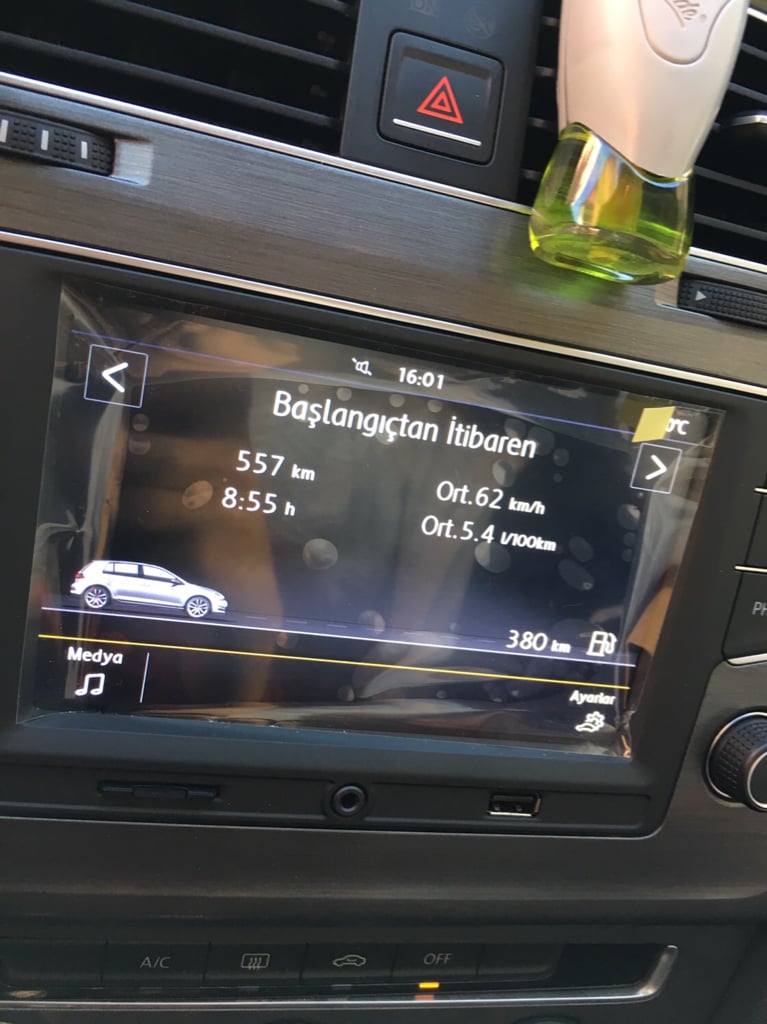 16:01
Başlangıçtan İtibaren
557 km
8:55 h
Ort.62 km/h
Ort.5.4 l/100km
380 km
Medya
Ayarlar
A/C
OFF